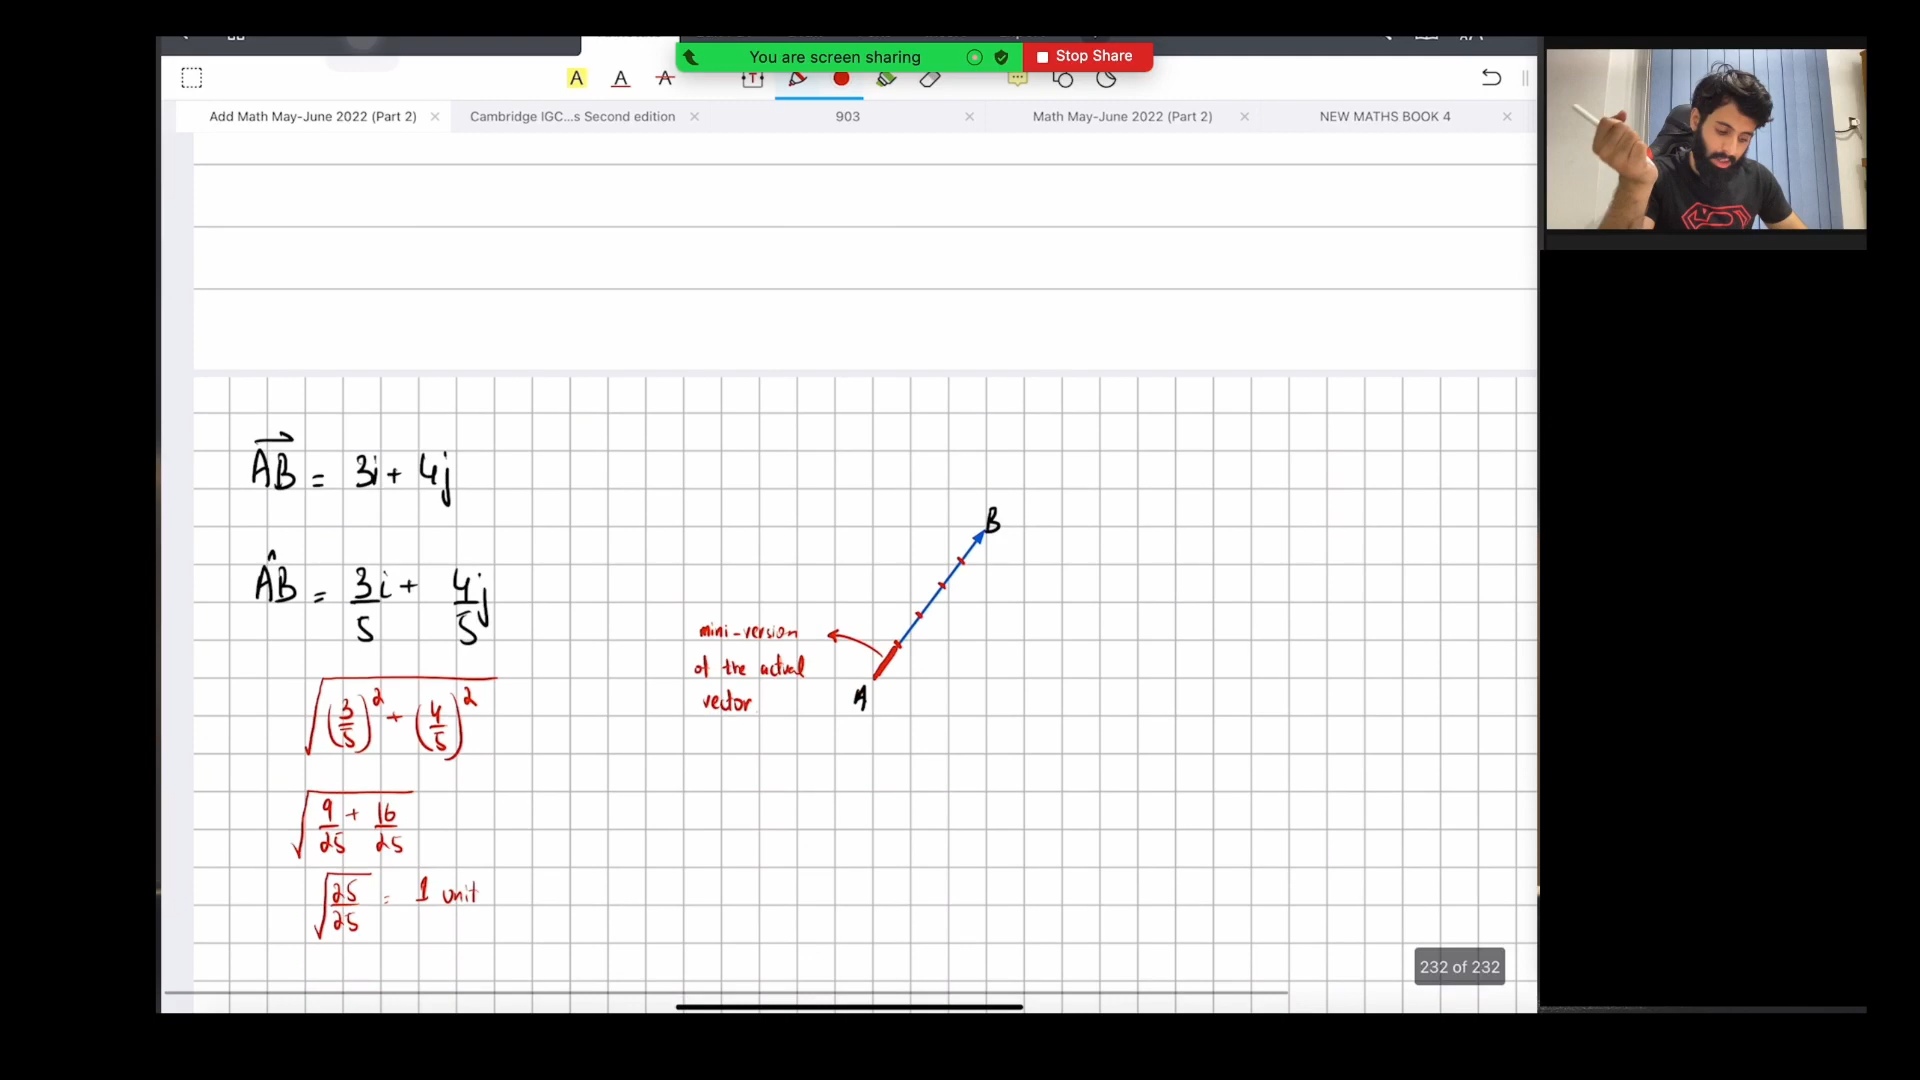 You are screen sharing
Stop Share
Add Math May-June 2022 (Part 2)
Cambridge IGC...s Second edition
903
Math May-June 2022 (Part 2)
NEW MATHS BOOK 4
AB⃗ = 3i + 4j
AB̂ = 3/5 i + 4/5 j
√((3/5)² + (4/5)²)
√(9/25 + 16/25)
√(25/25) = 1 unit
B
mini-version
of the actual
vector
A
232 of 232